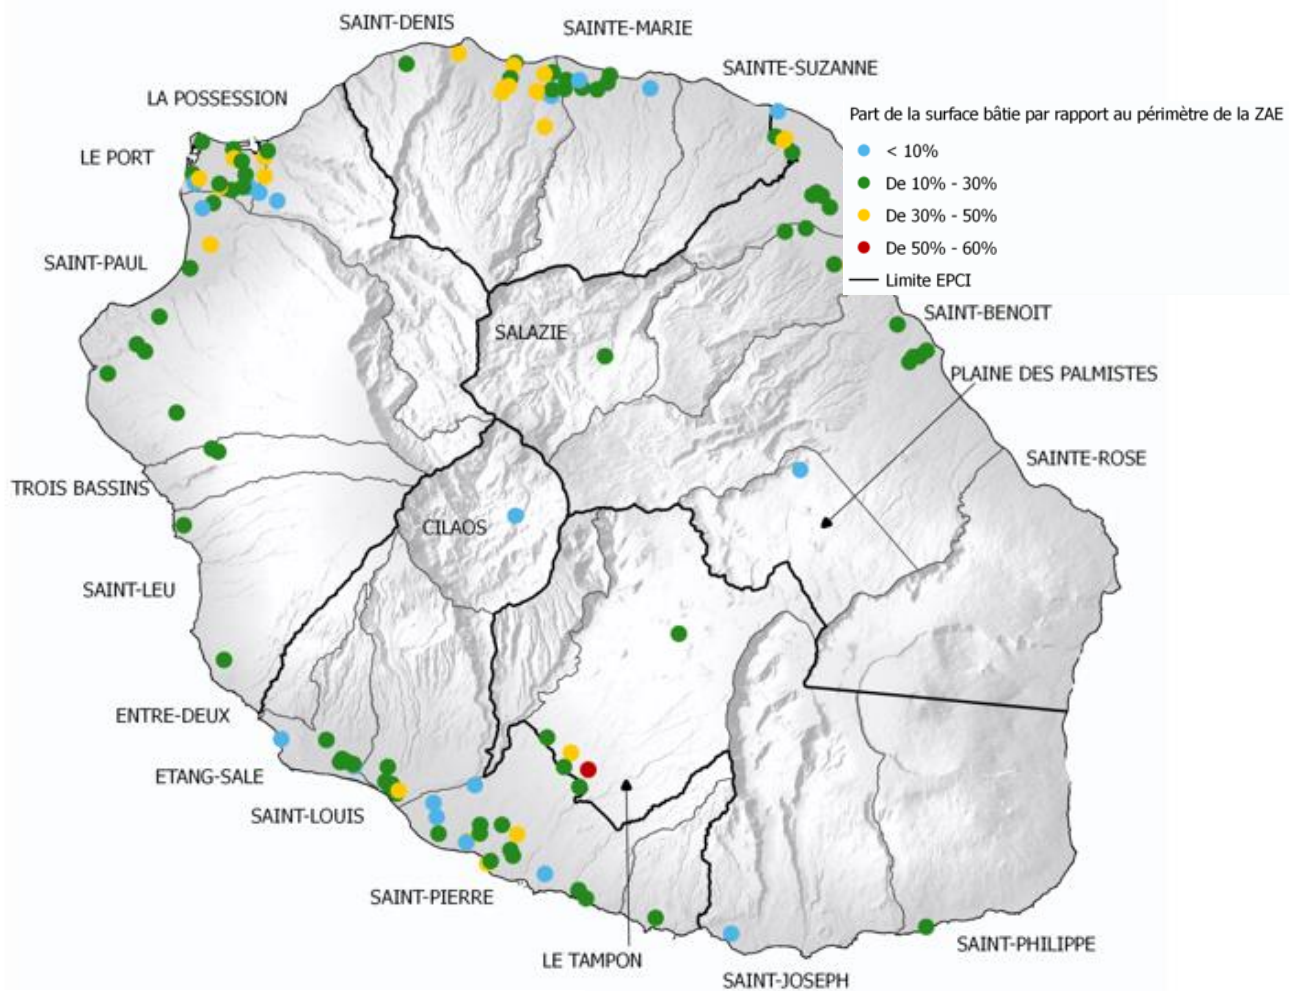 SAINT-DENIS
SAINTE-MARIE
SAINTE-SUZANNE
LA POSSESSION
LE PORT
Part de la surface bâtie par rapport au périmètre de la ZAE
< 10%
De 10% - 30%
De 30% - 50%
De 50% - 60%
Limite EPCI
SAINT-PAUL
SAINT-BENOIT
SALAZIE
PLAINE DES PALMISTES
SAINTE-ROSE
TROIS BASSINS
CILAOS
SAINT-LEU
ENTRE-DEUX
ETANG-SALE
SAINT-LOUIS
SAINT-PIERRE
LE TAMPON
SAINT-PHILIPPE
SAINT-JOSEPH